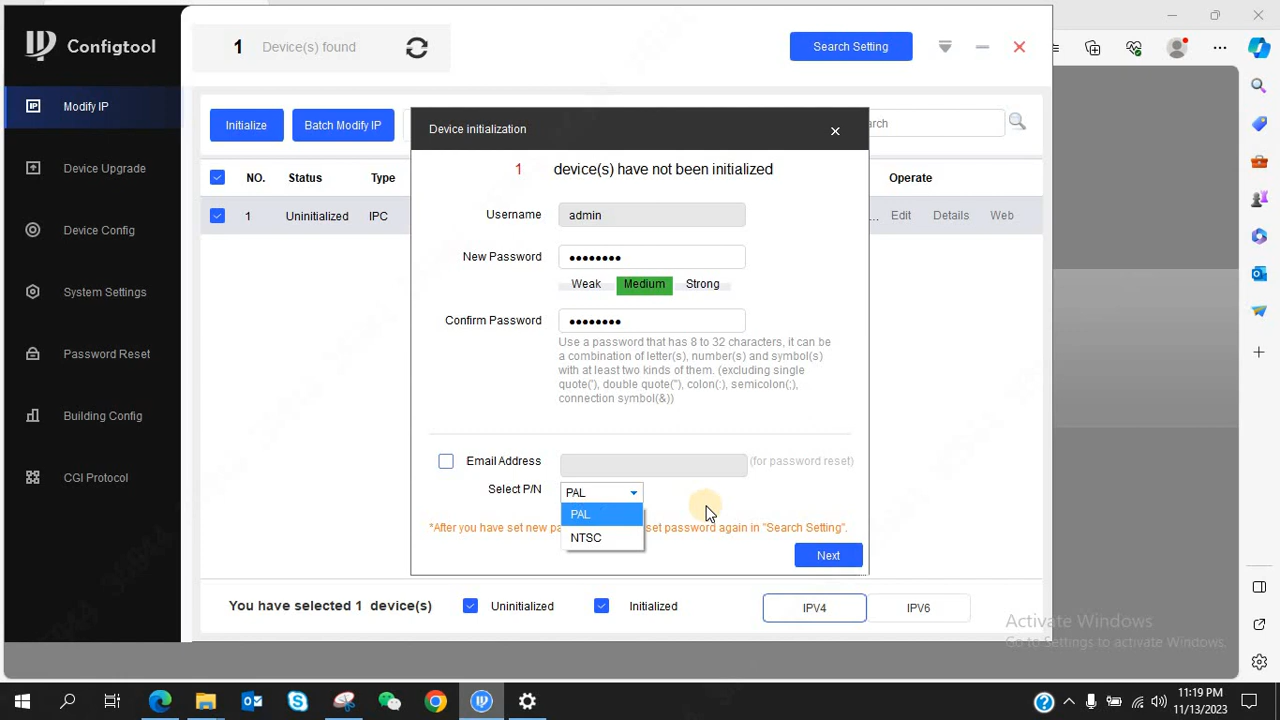 Configtool
1 Device(s) found
Search Setting
Modify IP
Device Upgrade
Device Config
System Settings
Password Reset
Building Config
CGI Protocol
Initialize
Batch Modify IP
arch
NO. Status Type Operate
1 Uninitialized IPC ... Edit Details Web
Device initialization
1 device(s) have not been initialized
Username admin
New Password ●●●●●●●●
Weak Medium Strong
Confirm Password ●●●●●●●●
Use a password that has 8 to 32 characters, it can be
a combination of letter(s), number(s) and symbol(s)
with at least two kinds of them. (excluding single
quote('), double quote("), colon(:), semicolon(;),
connection symbol(&))
Email Address (for password reset)
Select P/N PAL
PAL
NTSC
*After you have set new pa set password again in "Search Setting".
Next
You have selected 1 device(s) Uninitialized Initialized IPV4 IPV6
Activate Windows
Go to Settings to activate Windows.
11:19 PM
11/13/2023